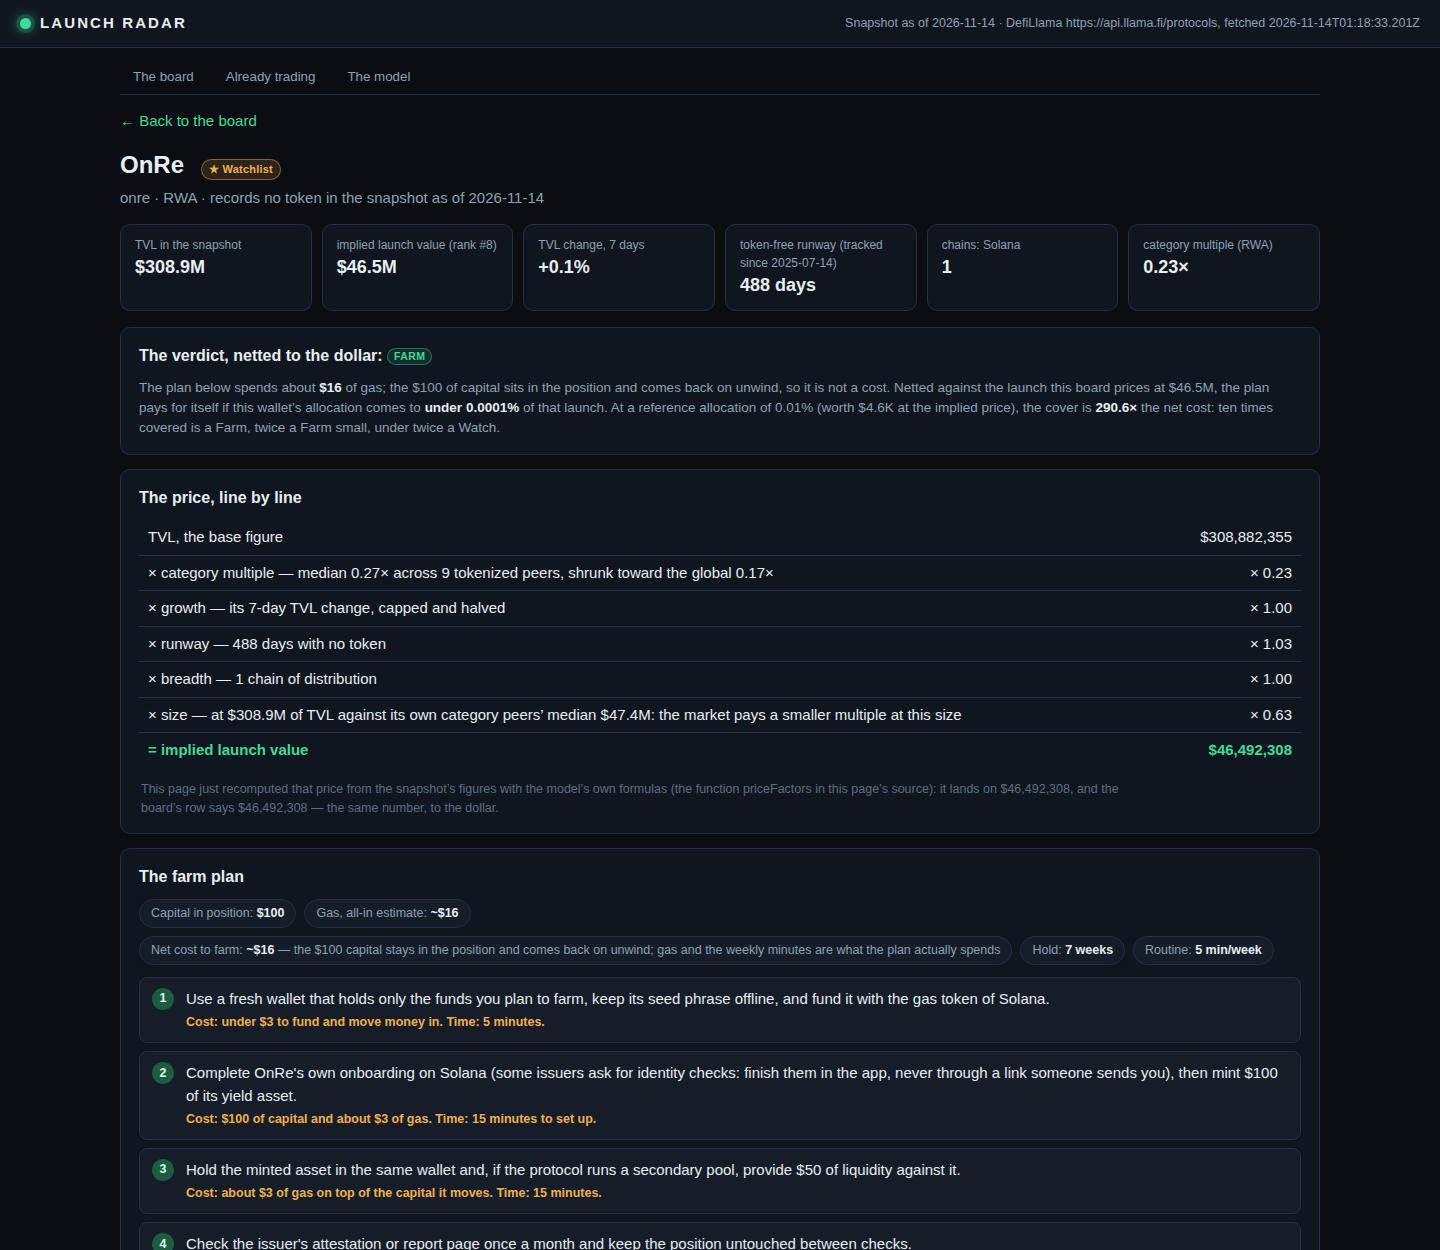 LAUNCH RADAR
Snapshot as of 2026-11-14 · DefiLlama https://api.llama.fi/protocols, fetched 2026-11-14T01:18:33.201Z
The board Already trading The model
← Back to the board
OnRe ★ Watchlist
onre · RWA · records no token in the snapshot as of 2026-11-14
TVL in the snapshot
$308.9M
implied launch value (rank #8)
$46.5M
TVL change, 7 days
+0.1%
token-free runway (tracked
since 2025-07-14)
488 days
chains: Solana
1
category multiple (RWA)
0.23×
The verdict, netted to the dollar: FARM
The plan below spends about $16 of gas; the $100 of capital sits in the position and comes back on unwind, so it is not a cost. Netted against the launch this board prices at $46.5M, the plan
pays for itself if this wallet’s allocation comes to under 0.0001% of that launch. At a reference allocation of 0.01% (worth $4.6K at the implied price), the cover is 290.6× the net cost: ten times
covered is a Farm, twice a Farm small, under twice a Watch.
The price, line by line
TVL, the base figure $308,882,355
× category multiple — median 0.27× across 9 tokenized peers, shrunk toward the global 0.17× × 0.23
× growth — its 7-day TVL change, capped and halved × 1.00
× runway — 488 days with no token × 1.03
× breadth — 1 chain of distribution × 1.00
× size — at $308.9M of TVL against its own category peers’ median $47.4M: the market pays a smaller multiple at this size × 0.63
= implied launch value $46,492,308
This page just recomputed that price from the snapshot’s figures with the model’s own formulas (the function priceFactors in this page’s source): it lands on $46,492,308, and the
board’s row says $46,492,308 — the same number, to the dollar.
The farm plan
Capital in position: $100 Gas, all-in estimate: ~$16
Net cost to farm: ~$16 — the $100 capital stays in the position and comes back on unwind; gas and the weekly minutes are what the plan actually spends Hold: 7 weeks Routine: 5 min/week
1 Use a fresh wallet that holds only the funds you plan to farm, keep its seed phrase offline, and fund it with the gas token of Solana.
Cost: under $3 to fund and move money in. Time: 5 minutes.
2 Complete OnRe's own onboarding on Solana (some issuers ask for identity checks: finish them in the app, never through a link someone sends you), then mint $100
of its yield asset.
Cost: $100 of capital and about $3 of gas. Time: 15 minutes to set up.
3 Hold the minted asset in the same wallet and, if the protocol runs a secondary pool, provide $50 of liquidity against it.
Cost: about $3 of gas on top of the capital it moves. Time: 15 minutes.
4 Check the issuer's attestation or report page once a month and keep the position untouched between checks.